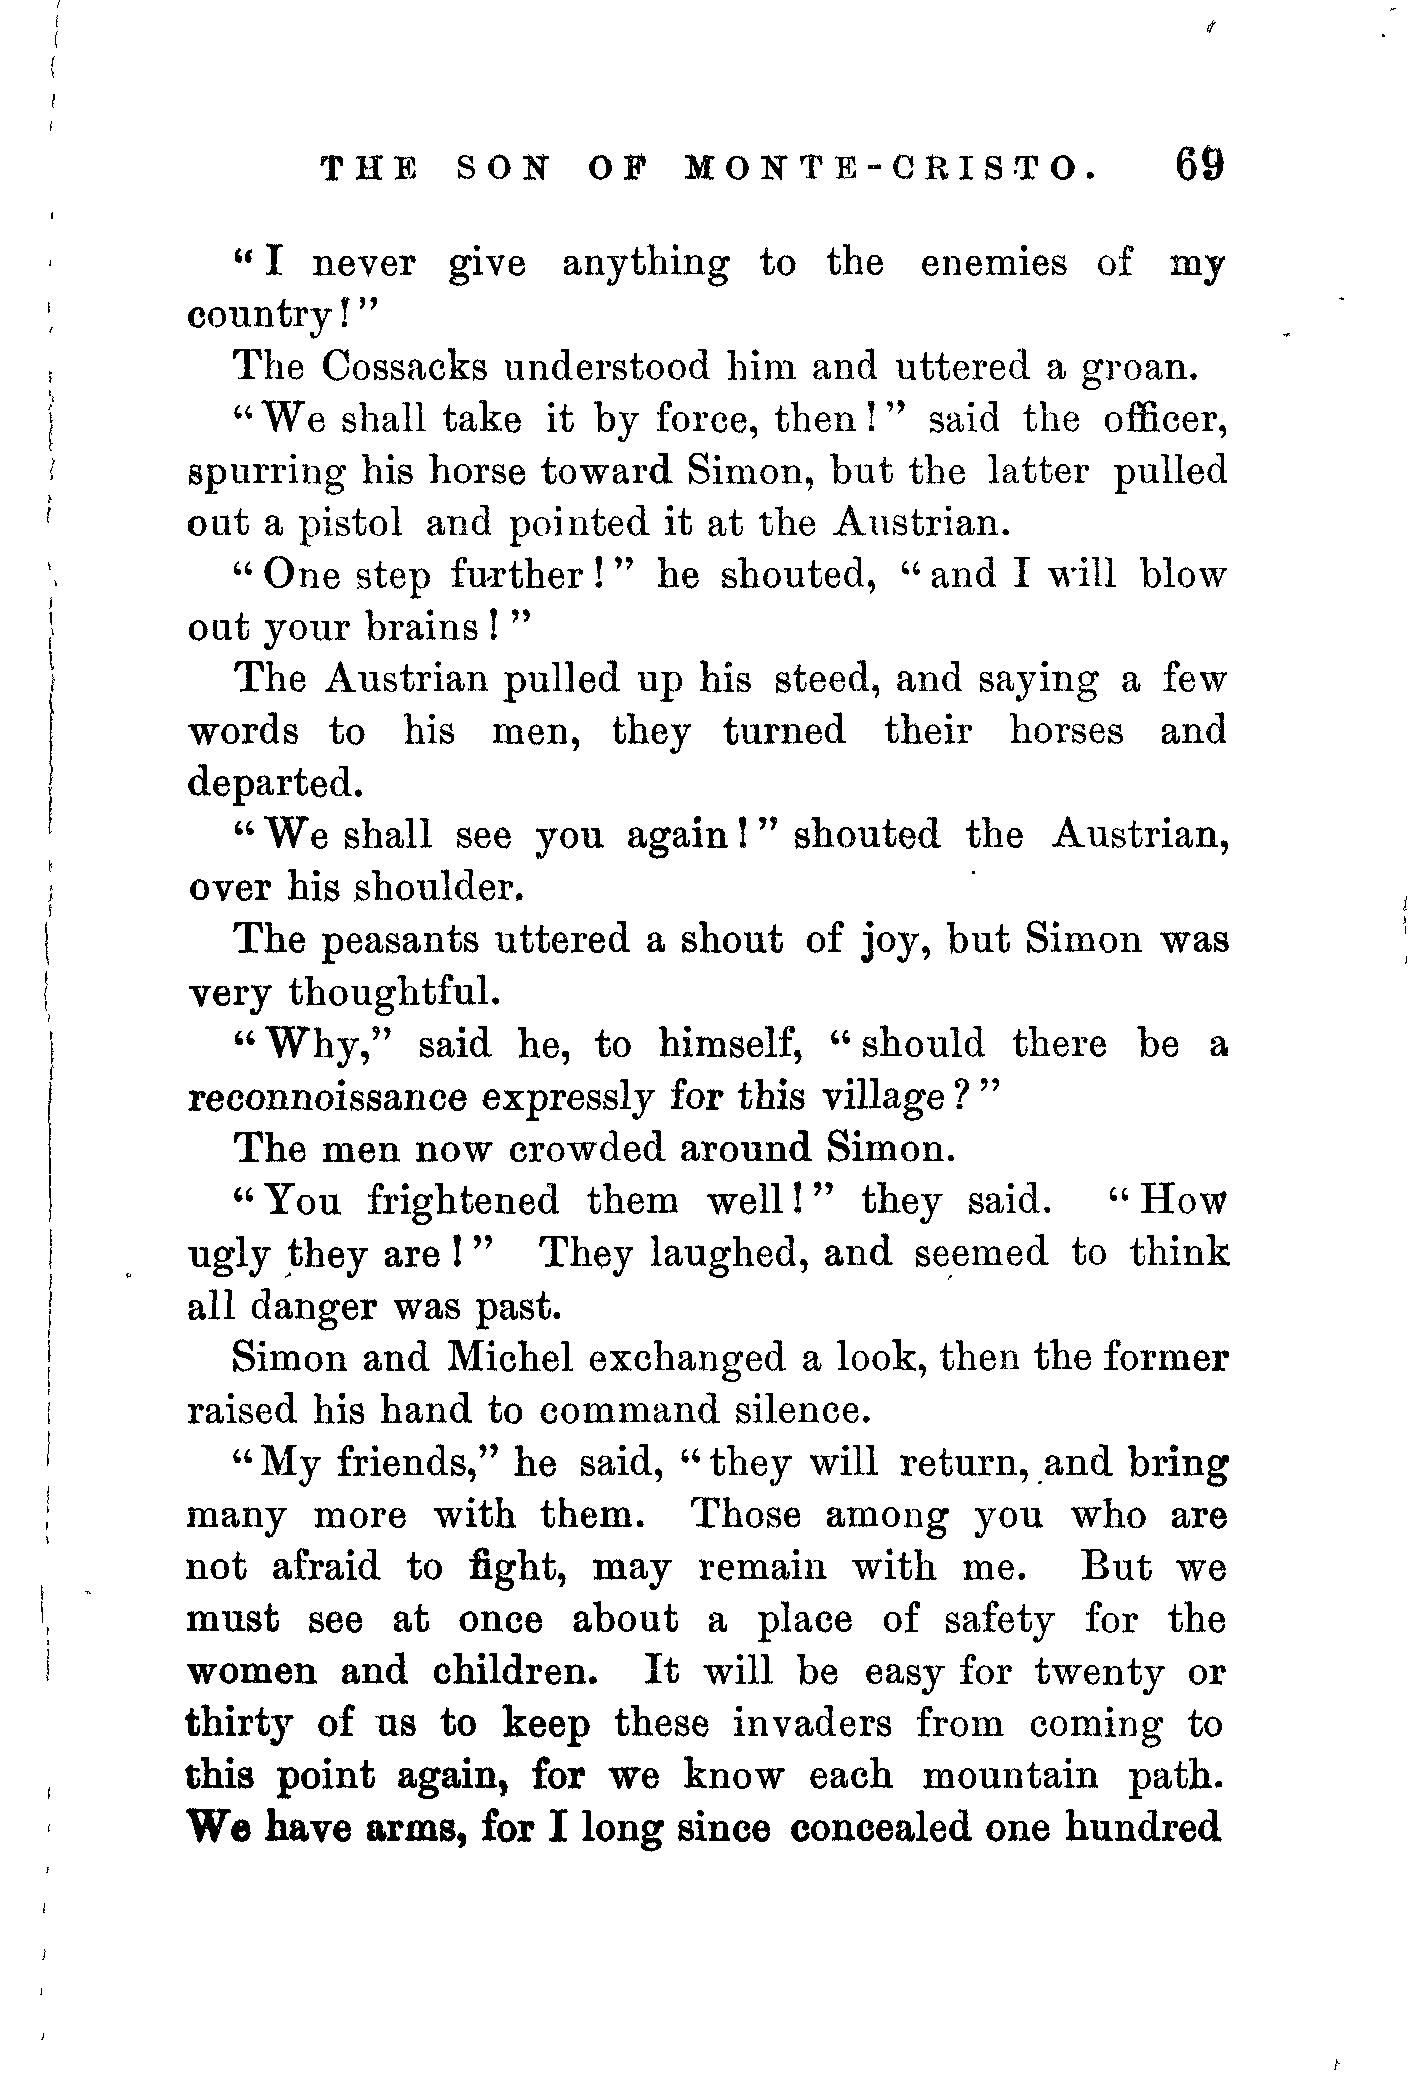 THE SON OF MONTE-CRISTO. 69
“I never give anything to the enemies of my
country!”
The Cossacks understood him and uttered a groan.
“We shall take it by force, then!” said the officer,
spurring his horse toward Simon, but the latter pulled
out a pistol and pointed it at the Austrian.
“One step further!” he shouted, “and I will blow
out your brains!”
The Austrian pulled up his steed, and saying a few
words to his men, they turned their horses and
departed.
“We shall see you again!” shouted the Austrian,
over his shoulder.
The peasants uttered a shout of joy, but Simon was
very thoughtful.
“Why,” said he, to himself, “should there be a
reconnoissance expressly for this village?”
The men now crowded around Simon.
“You frightened them well!” they said. “How
ugly they are!” They laughed, and seemed to think
all danger was past.
Simon and Michel exchanged a look, then the former
raised his hand to command silence.
“My friends,” he said, “they will return, and bring
many more with them. Those among you who are
not afraid to fight, may remain with me. But we
must see at once about a place of safety for the
women and children. It will be easy for twenty or
thirty of us to keep these invaders from coming to
this point again, for we know each mountain path.
We have arms, for I long since concealed one hundred